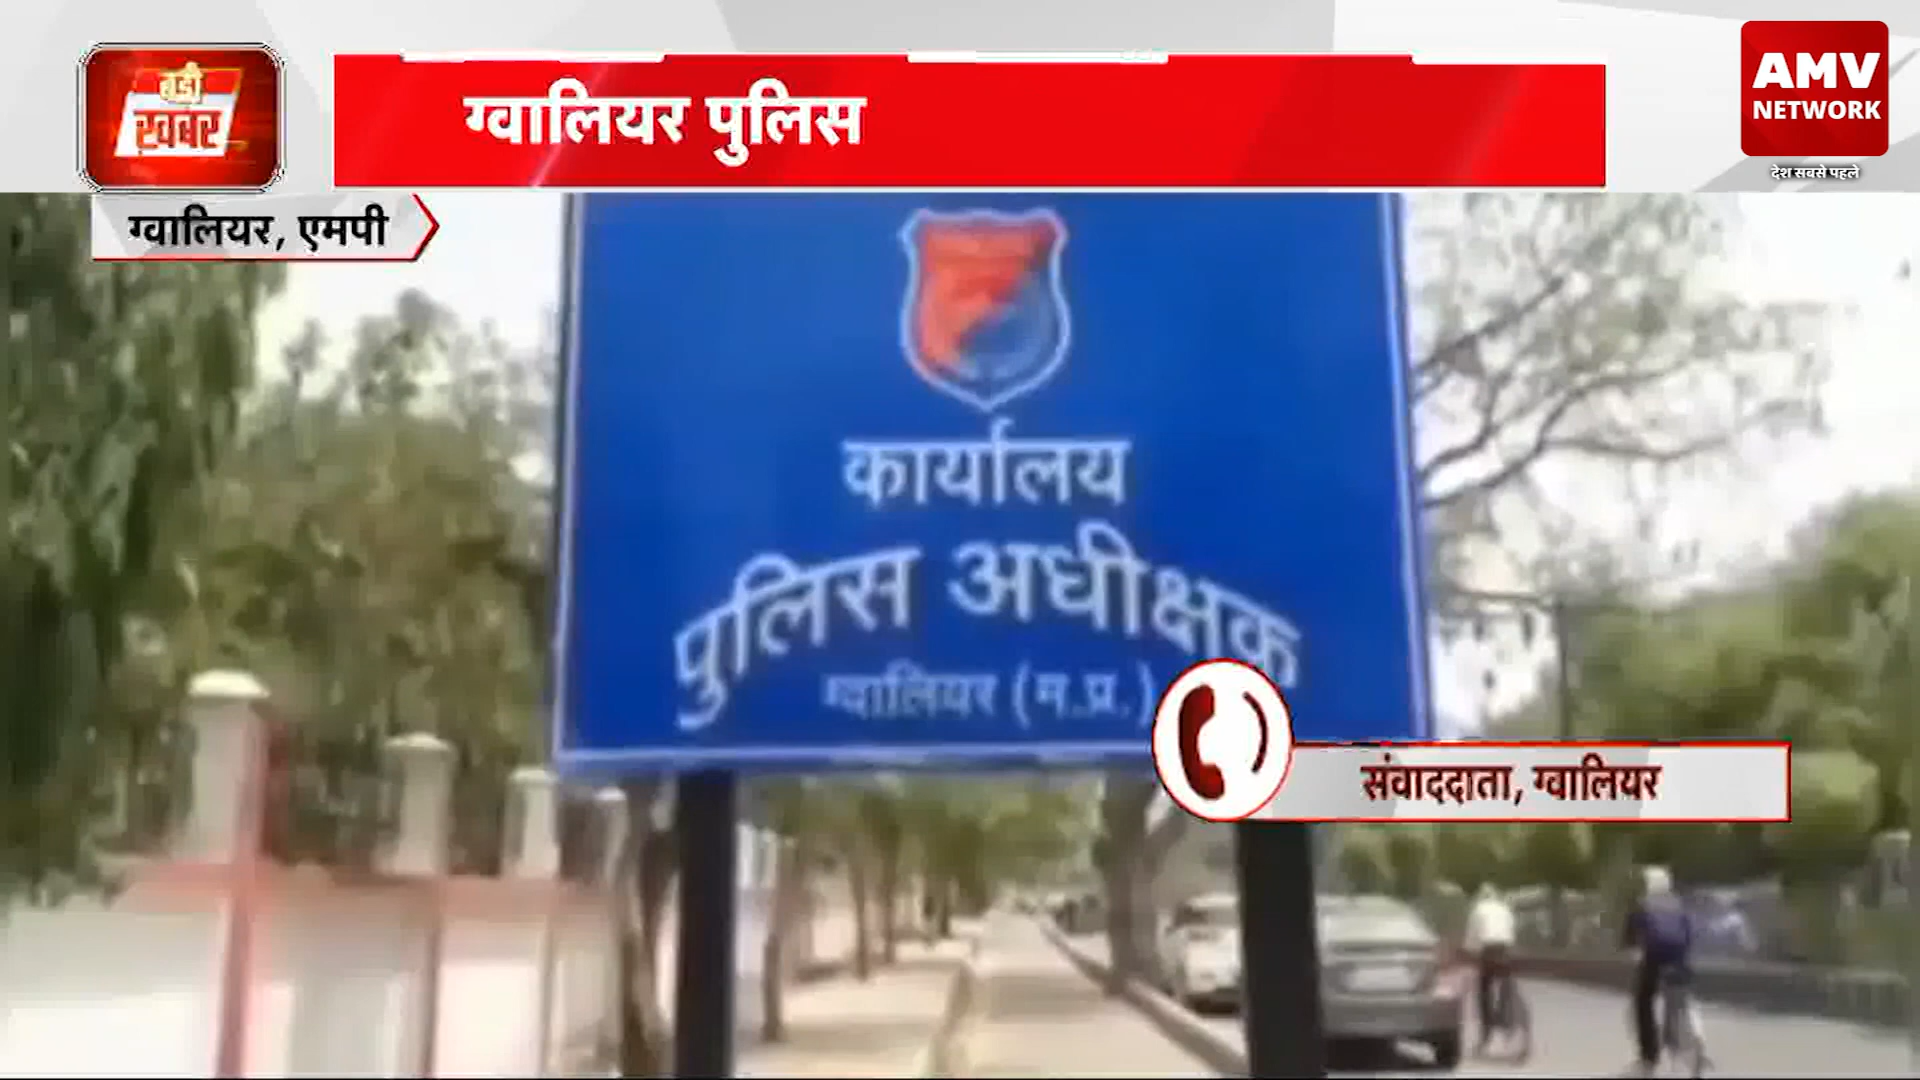 बड़ी
खबर
ग्वालियर पुलिस
AMV
NETWORK
देश सबसे पहले
ग्वालियर, एमपी
कार्यालय
पुलिस अधीक्षक
ग्वालियर (म.प्र.)
संवाददाता, ग्वालियर